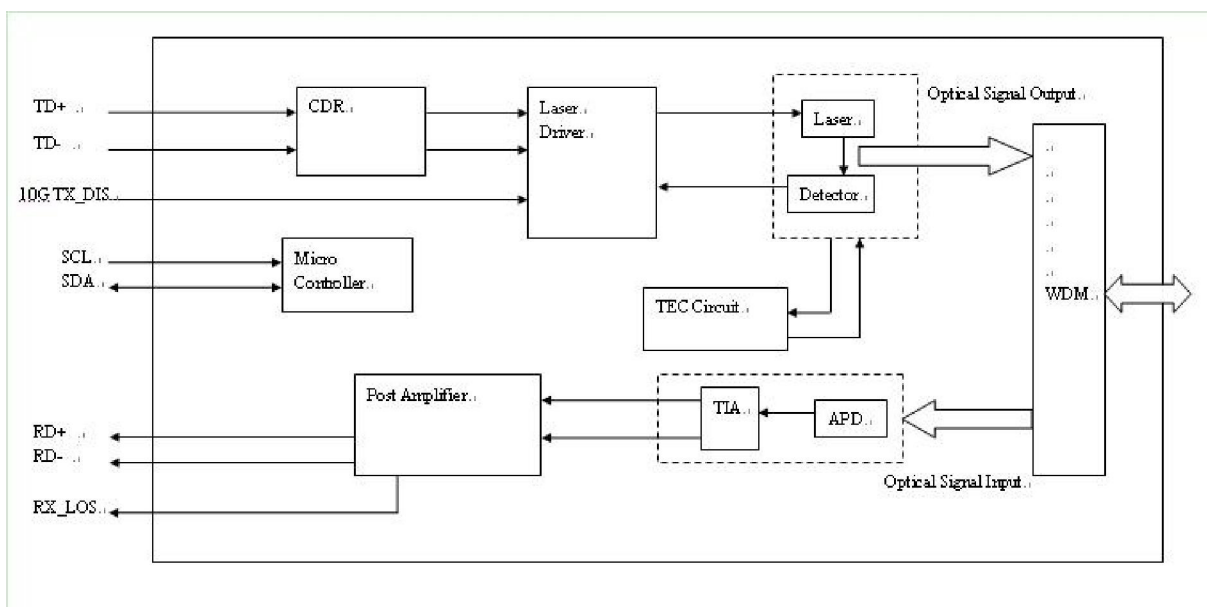 TD+
TD-
10G TX_DIS
SCL
SDA
CDR
Laser
Driver
Micro
Controller
Laser
Detector
Optical Signal Output
TEC Circuit
WDM
Post Amplifier
TIA
APD
Optical Signal Input
RD+
RD-
RX_LOS